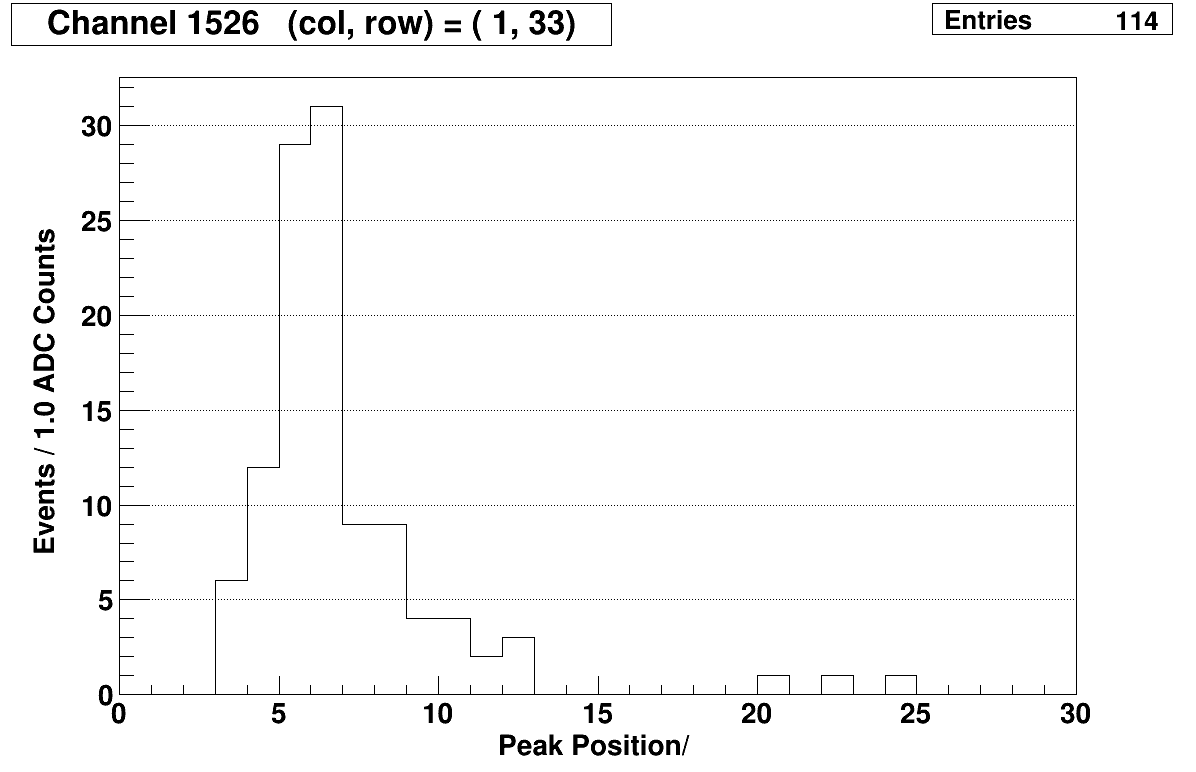 Channel 1526 (col, row) = ( 1, 33)
Entries 114
Events / 1.0 ADC Counts
30
25
20
15
10
5
0
0 5 10 15 20 25 30
Peak Position/